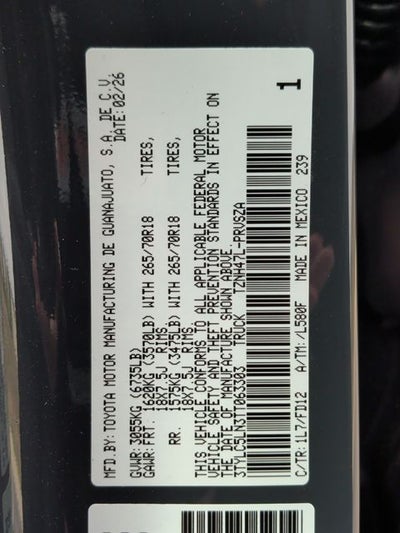 MFD.BY:TOYOTA MOTOR MANUFACTURING DE GUANAJUATO, S.A. DE C.V.
DATE: 02/26
GVWR: 3055KG (6735LB)
GAWR: FRT. 1620KG (3570LB) WITH 265/70R18 TIRES,
18X7.5J RIMS,
RR. 1575KG (3475LB) WITH 265/70R18 TIRES,
18X7.5J RIMS,
THIS VEHICLE CONFORMS TO ALL APPLICABLE FEDERAL MOTOR
VEHICLE SAFETY AND THEFT PREVENTION STANDARDS IN EFFECT ON
THE DATE OF MANUFACTURE SHOWN ABOVE.
3TYLC5LN3TT063303 TRUCK TZNH47L-PRVSZA
C/TR:1L7/FD12 A/TM:/L580F MADE IN MEXICO 239
1